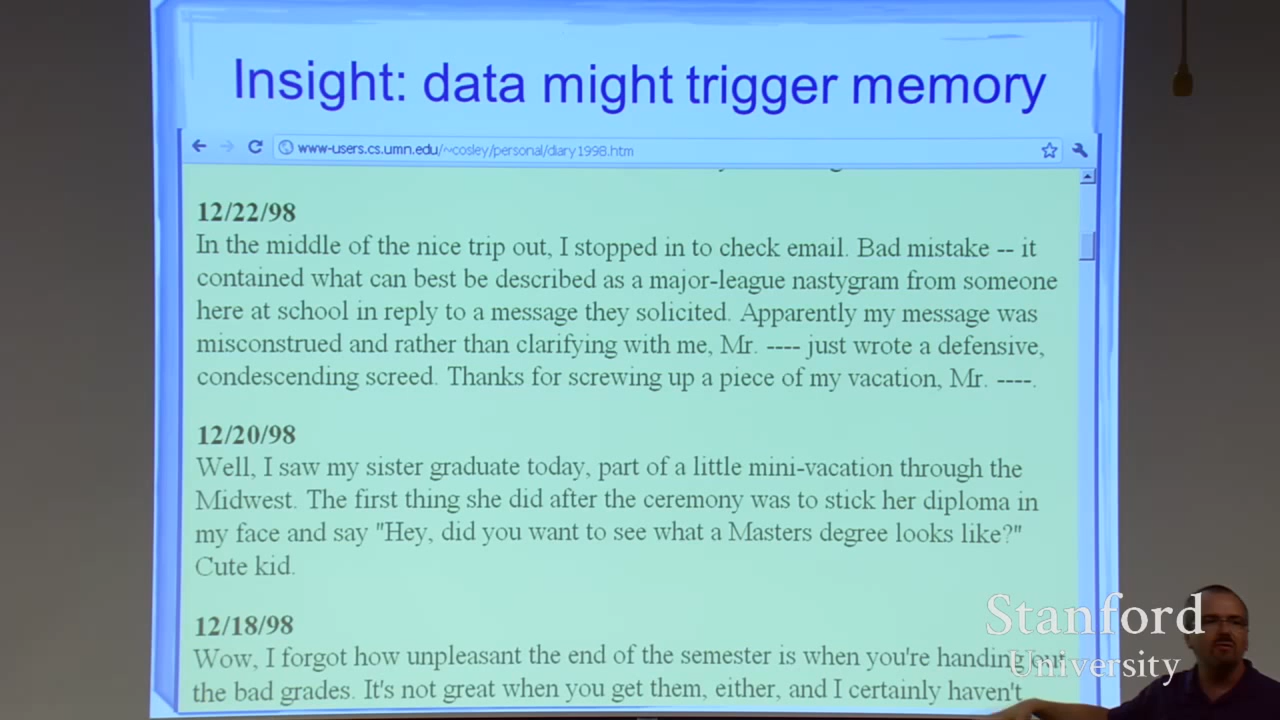 Insight: data might trigger memory
www-users.cs.umn.edu/~cosley/personal/diary1998.htm
12/22/98
In the middle of the nice trip out, I stopped in to check email. Bad mistake -- it
contained what can best be described as a major-league nastygram from someone
here at school in reply to a message they solicited. Apparently my message was
misconstrued and rather than clarifying with me, Mr. ---- just wrote a defensive,
condescending screed. Thanks for screwing up a piece of my vacation, Mr. ----.
12/20/98
Well, I saw my sister graduate today, part of a little mini-vacation through the
Midwest. The first thing she did after the ceremony was to stick her diploma in
my face and say "Hey, did you want to see what a Masters degree looks like?"
Cute kid.
12/18/98
Wow, I forgot how unpleasant the end of the semester is when you're handing out
the bad grades. It's not great when you get them, either, and I certainly haven't
Stanford
University